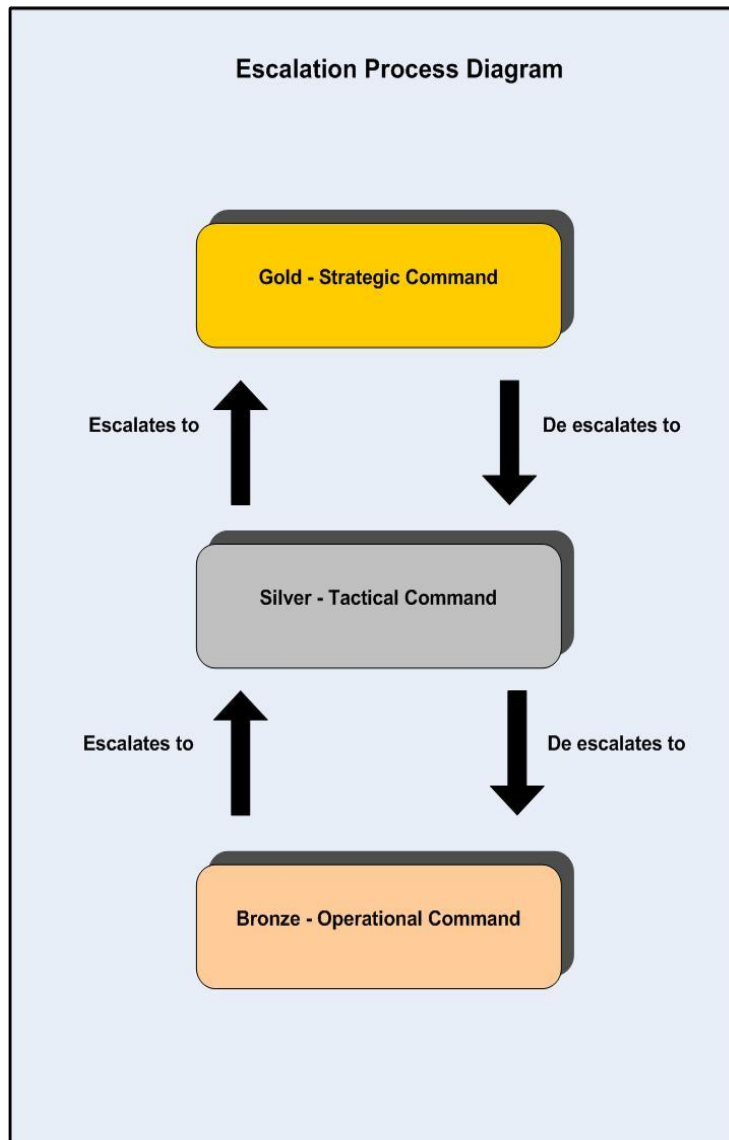 Escalation Process Diagram
Gold - Strategic Command
Escalates to
De escalates to
Silver - Tactical Command
Escalates to
De escalates to
Bronze - Operational Command